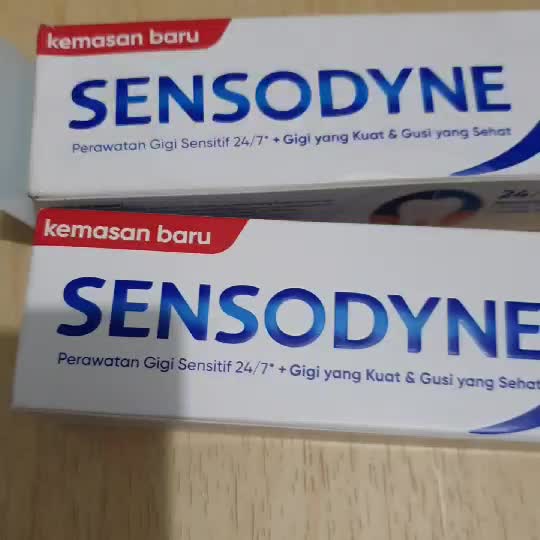 kemasan baru
SENSODYNE
Perawatan Gigi Sensitif 24/7* + Gigi yang Kuat & Gusi yang Sehat
kemasan baru
SENSODYNE
Perawatan Gigi Sensitif 24/7* + Gigi yang Kuat & Gusi yang Sehat